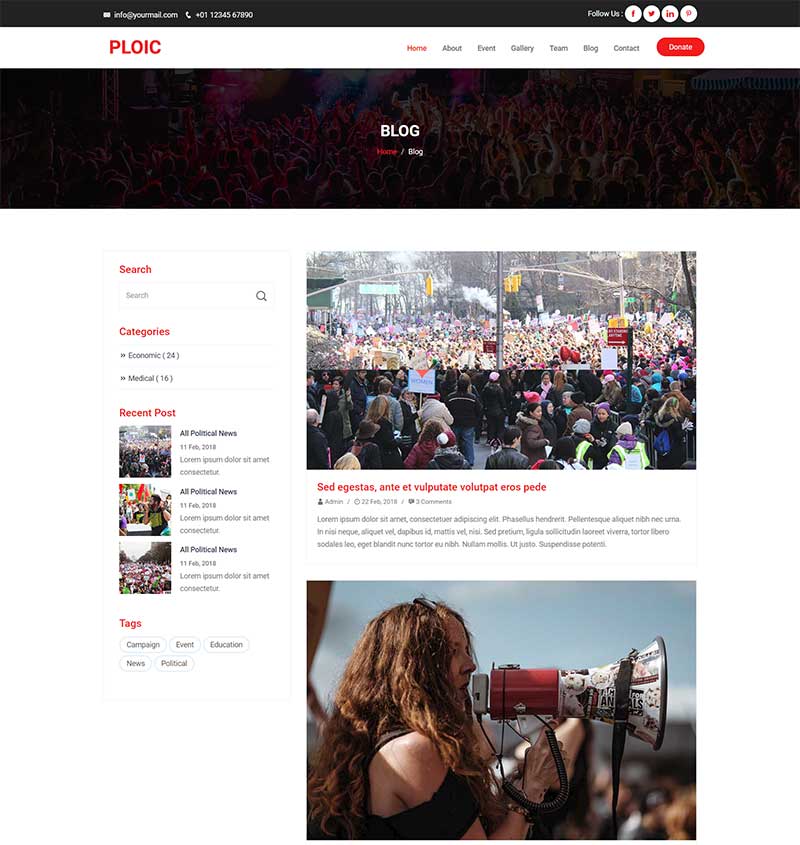 info@yourmail.com +01 12345 67890 Follow Us :
PLOIC Home About Event Gallery Team Blog Contact Donate
BLOG
Home / Blog
Search
Search
Categories
» Economic ( 24 )
» Medical ( 16 )
Recent Post
All Political News
11 Feb, 2018
Lorem ipsum dolor sit amet
consectetur.
All Political News
11 Feb, 2018
Lorem ipsum dolor sit amet
consectetur.
All Political News
11 Feb, 2018
Lorem ipsum dolor sit amet
consectetur.
Tags
Campaign Event Education
News Political
WOMEN
Sed egestas, ante et vulputate volutpat eros pede
Admin / 22 Feb, 2018 / 3 Comments
Lorem ipsum dolor sit amet, consectetuer adipiscing elit. Phasellus hendrerit. Pellentesque aliquet nibh nec urna.
In nisi neque, aliquet vel, dapibus id, mattis vel, nisi. Sed pretium, ligula sollicitudin laoreet viverra, tortor libero
sodales leo, eget blandit nunc tortor eu nibh. Nullam mollis. Ut justo. Suspendisse potenti.